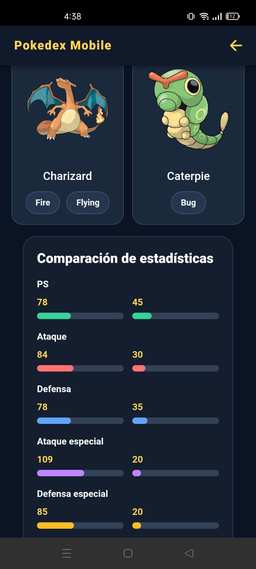 4:38
Pokedex Mobile
Charizard
Caterpie
Fire Flying
Bug
Comparación de estadísticas
PS
78 45
Ataque
84 30
Defensa
78 35
Ataque especial
109 20
Defensa especial
85 20